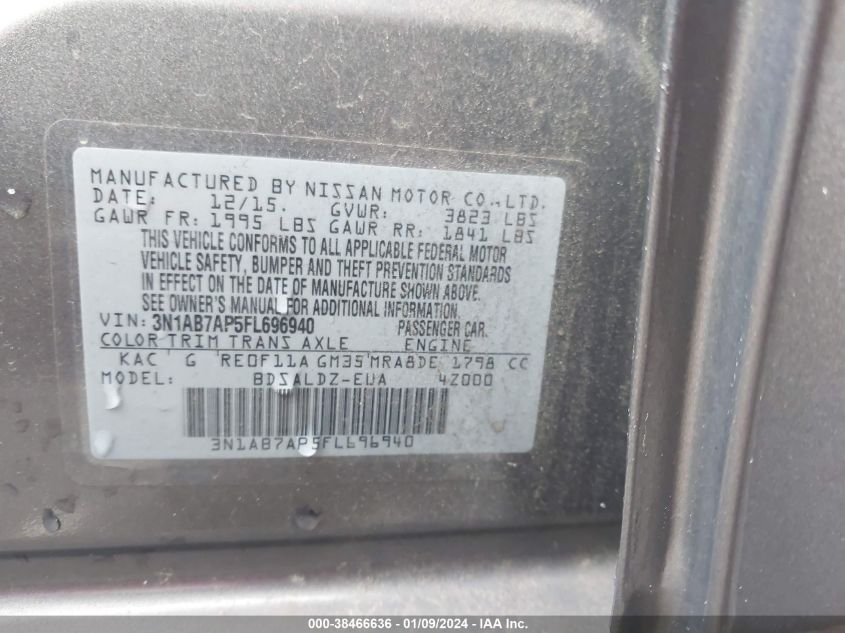 MANUFACTURED BY NISSAN MOTOR CO.,LTD.
DATE: 12/15. GVWR: 3823 LBS
GAWR FR: 1995 LBS GAWR RR: 1841 LBS
THIS VEHICLE CONFORMS TO ALL APPLICABLE FEDERAL MOTOR
VEHICLE SAFETY, BUMPER AND THEFT PREVENTION STANDARDS
IN EFFECT ON THE DATE OF MANUFACTURE SHOWN ABOVE.
SEE OWNER'S MANUAL FOR ADDITIONAL INFORMATION.
VIN: 3N1AB7AP5FL696940 PASSENGER CAR.
COLOR TRIM TRANS AXLE ENGINE
KAC G RE0F11A GM35 MRA8DE 1798 CC
MODEL: BDSALDZ-EUA 4Z000
3N1AB7AP5FL696940
000-38466636 - 01/09/2024 - IAA Inc.